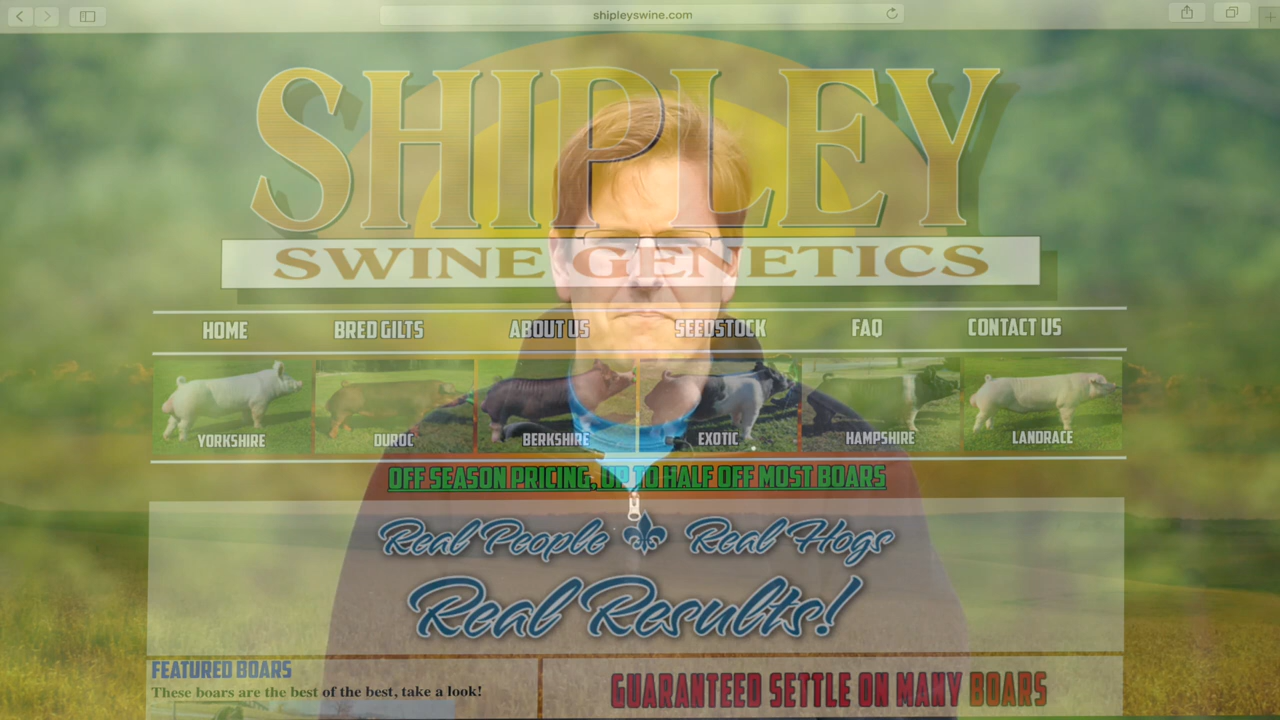 shipleyswine.com
SHIPLEY
SWINE GENETICS
HOME BRED GILTS ABOUT US SEEDSTOCK FAQ CONTACT US
YORKSHIRE DUROC BERKSHIRE EXOTIC HAMPSHIRE LANDRACE
OFF SEASON PRICING, UP TO HALF OFF MOST BOARS
Real People Real Hogs
Real Results!
FEATURED BOARS
These boars are the best of the best, take a look!
GUARANTEED SETTLE ON MANY BOARS